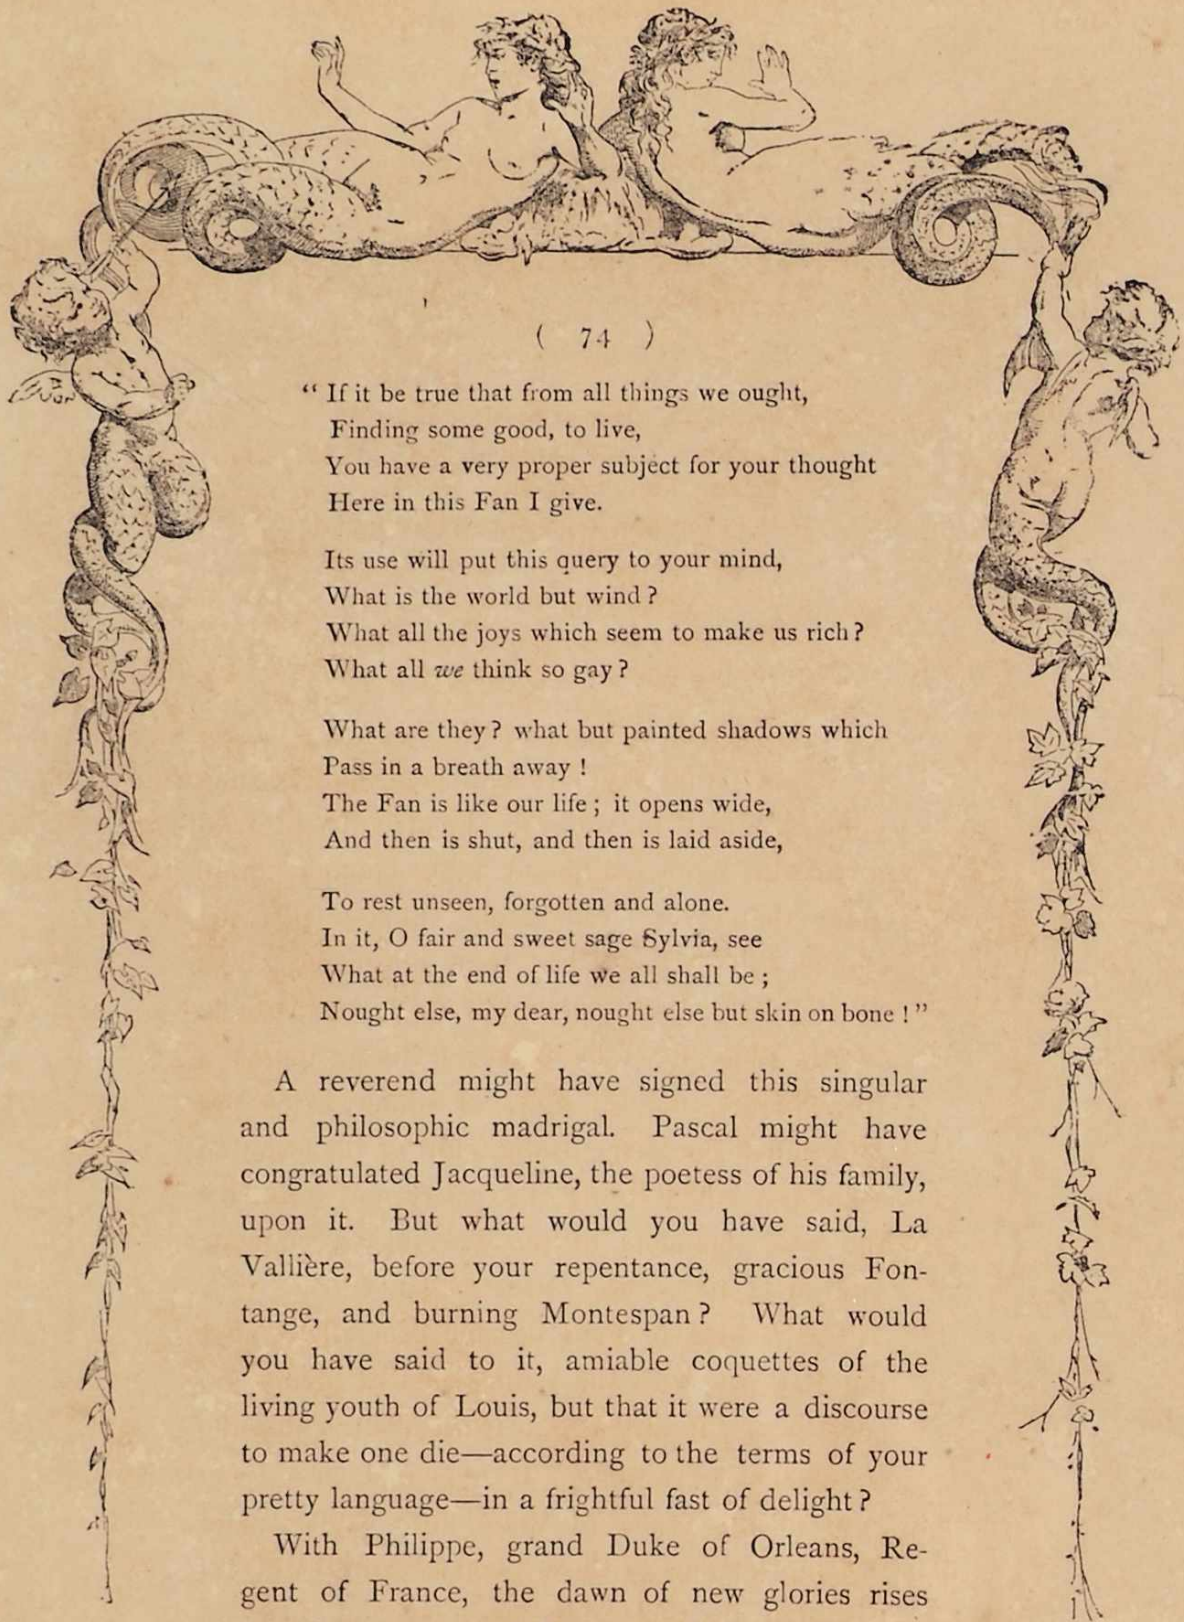 ( 74 )
“ If it be true that from all things we ought,
Finding some good, to live,
You have a very proper subject for your thought
Here in this Fan I give.
Its use will put this query to your mind,
What is the world but wind ?
What all the joys which seem to make us rich ?
What all we think so gay ?
What are they ? what but painted shadows which
Pass in a breath away !
The Fan is like our life ; it opens wide,
And then is shut, and then is laid aside,
To rest unseen, forgotten and alone.
In it, O fair and sweet sage Sylvia, see
What at the end of life we all shall be ;
Nought else, my dear, nought else but skin on bone ! ”
A reverend might have signed this singular
and philosophic madrigal. Pascal might have
congratulated Jacqueline, the poetess of his family,
upon it. But what would you have said, La
Vallière, before your repentance, gracious Fon-
tange, and burning Montespan ? What would
you have said to it, amiable coquettes of the
living youth of Louis, but that it were a discourse
to make one die—according to the terms of your
pretty language—in a frightful fast of delight ?
With Philippe, grand Duke of Orleans, Re-
gent of France, the dawn of new glories rises